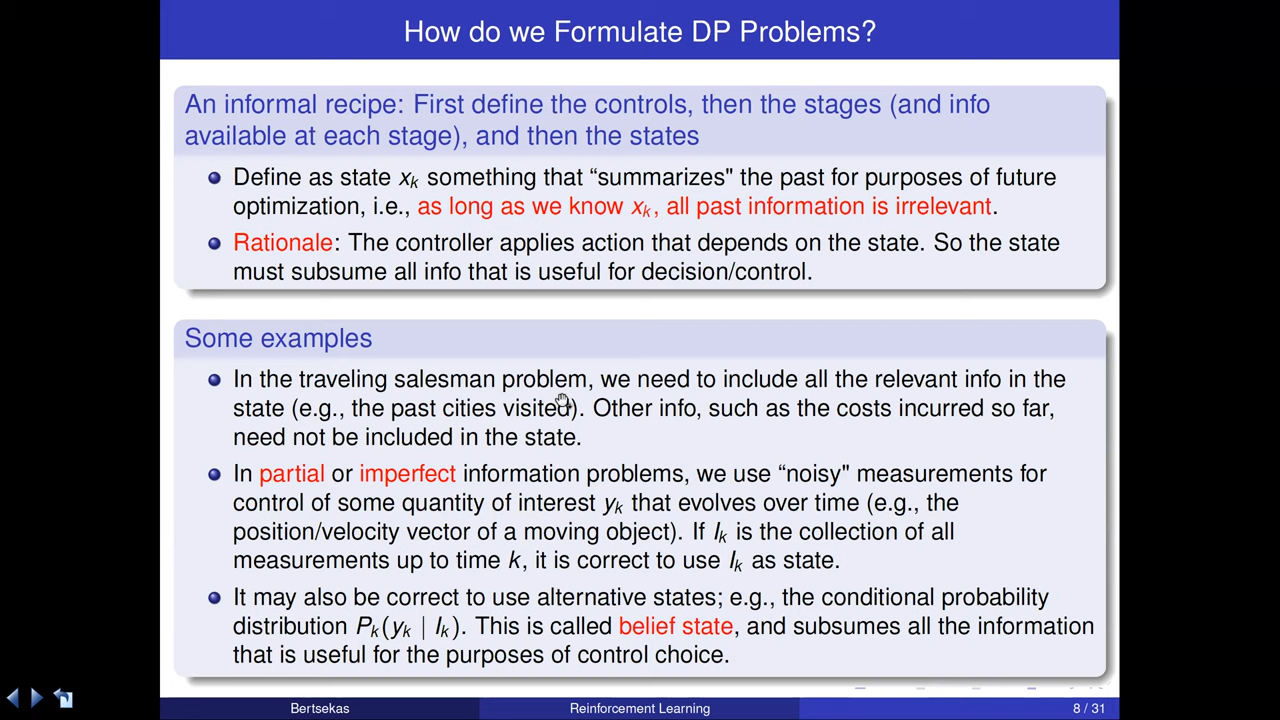 How do we Formulate DP Problems?
An informal recipe: First define the controls, then the stages (and info
available at each stage), and then the states
Define as state xk something that “summarizes" the past for purposes of future
optimization, i.e., as long as we know xk, all past information is irrelevant.
Rationale: The controller applies action that depends on the state. So the state
must subsume all info that is useful for decision/control.
Some examples
In the traveling salesman problem, we need to include all the relevant info in the
state (e.g., the past cities visited). Other info, such as the costs incurred so far,
need not be included in the state.
In partial or imperfect information problems, we use “noisy" measurements for
control of some quantity of interest yk that evolves over time (e.g., the
position/velocity vector of a moving object). If Ik is the collection of all
measurements up to time k, it is correct to use Ik as state.
It may also be correct to use alternative states; e.g., the conditional probability
distribution Pk(yk | Ik). This is called belief state, and subsumes all the information
that is useful for the purposes of control choice.
Bertsekas Reinforcement Learning 8 / 31